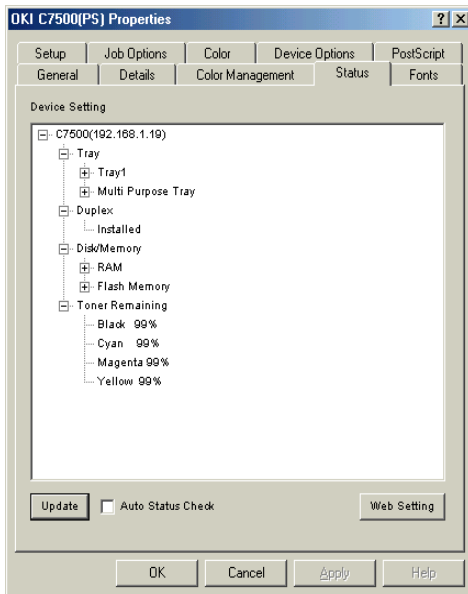 OKI C7500(PS) Properties
Setup Job Options Color Device Options PostScript
General Details Color Management Status Fonts
Device Setting
C7500(192.168.1.19)
Tray
Tray1
Multi Purpose Tray
Duplex
Installed
Disk/Memory
RAM
Flash Memory
Toner Remaining
Black 99%
Cyan 99%
Magenta 99%
Yellow 99%
Update Auto Status Check Web Setting
OK Cancel Apply Help